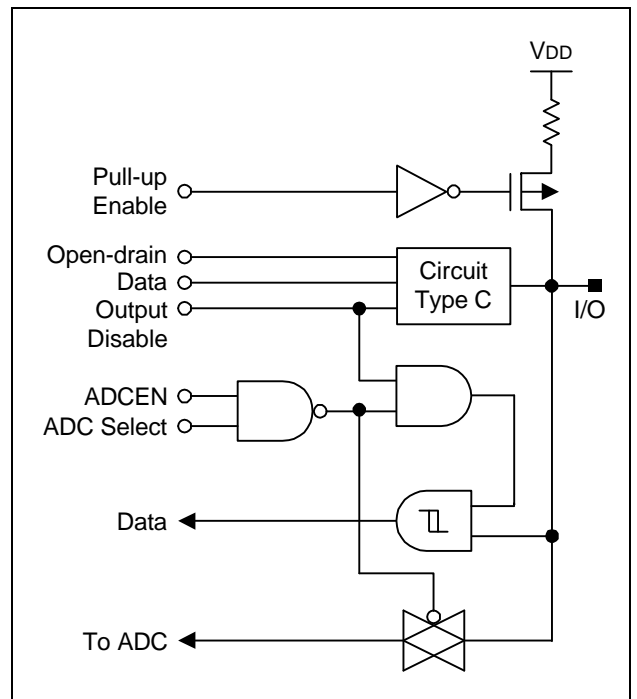 VDD
Pull-up
Enable
Open-drain
Data
Output
Disable
Circuit
Type C
I/O
ADCEN
ADC Select
Data
To ADC